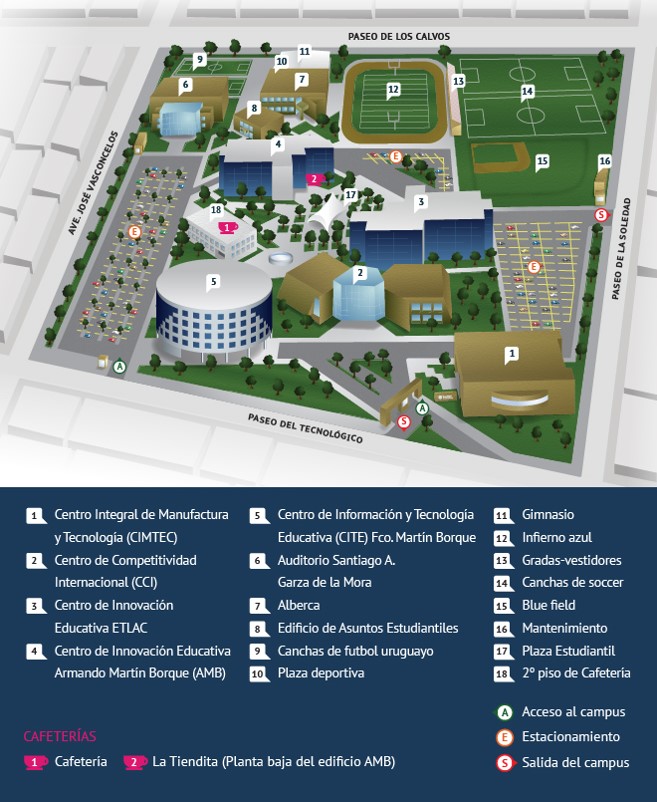 PASEO DE LOS CALVOS
11
9
10
7
6
12
13
14
8
4
E
15
16
2
AVE. JOSÉ VASCONCELOS
17
3
18
S
1
E
PASEO DE LA SOLEDAD
5
2
E
1
A
A
S
PASEO DEL TECNOLÓGICO
1 Centro Integral de Manufactura
y Tecnología (CIMTEC)
2 Centro de Competitividad
Internacional (CCI)
3 Centro de Innovación
Educativa ETLAC
4 Centro de Innovación Educativa
Armando Martín Borque (AMB)
5 Centro de Información y Tecnología
Educativa (CITE) Fco. Martín Borque
6 Auditorio Santiago A.
Garza de la Mora
7 Alberca
8 Edificio de Asuntos Estudiantiles
9 Canchas de futbol uruguayo
10 Plaza deportiva
11 Gimnasio
12 Infierno azul
13 Gradas-vestidores
14 Canchas de soccer
15 Blue field
16 Mantenimiento
17 Plaza Estudiantil
18 2º piso de Cafetería
A Acceso al campus
E Estacionamiento
S Salida del campus
CAFETERÍAS
1 Cafetería
2 La Tiendita (Planta baja del edificio AMB)